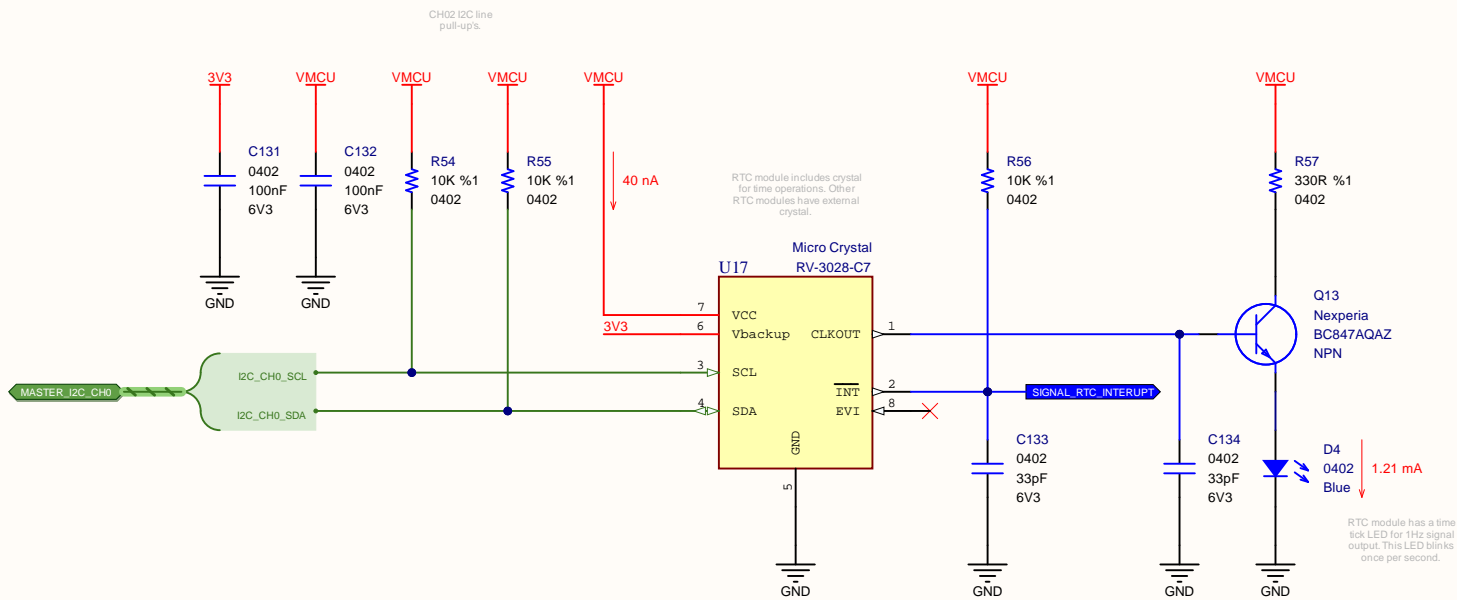 CH02 I2C line
pull-up's.
3V3
VMCU
VMCU
VMCU
VMCU
VMCU
VMCU
C131
0402
100nF
6V3
C132
0402
100nF
6V3
R54
10K %1
0402
R55
10K %1
0402
40 nA
RTC module includes crystal
for time operations. Other
RTC modules have external
crystal.
R56
10K %1
0402
R57
330R %1
0402
GND
GND
Micro Crystal
U17
RV-3028-C7
7
VCC
3V3
6
Vbackup
CLKOUT
1
3
SCL
INT
2
4
SDA
EVI
8
GND
5
GND
Q13
Nexperia
BC847AQAZ
NPN
MASTER_I2C_CH0
I2C_CH0_SCL
I2C_CH0_SDA
SIGNAL_RTC_INTERUPT
C133
0402
33pF
6V3
GND
C134
0402
33pF
6V3
GND
D4
0402
Blue
1.21 mA
GND
RTC module has a time
tick LED for 1Hz signal
output. This LED blinks
once per second.